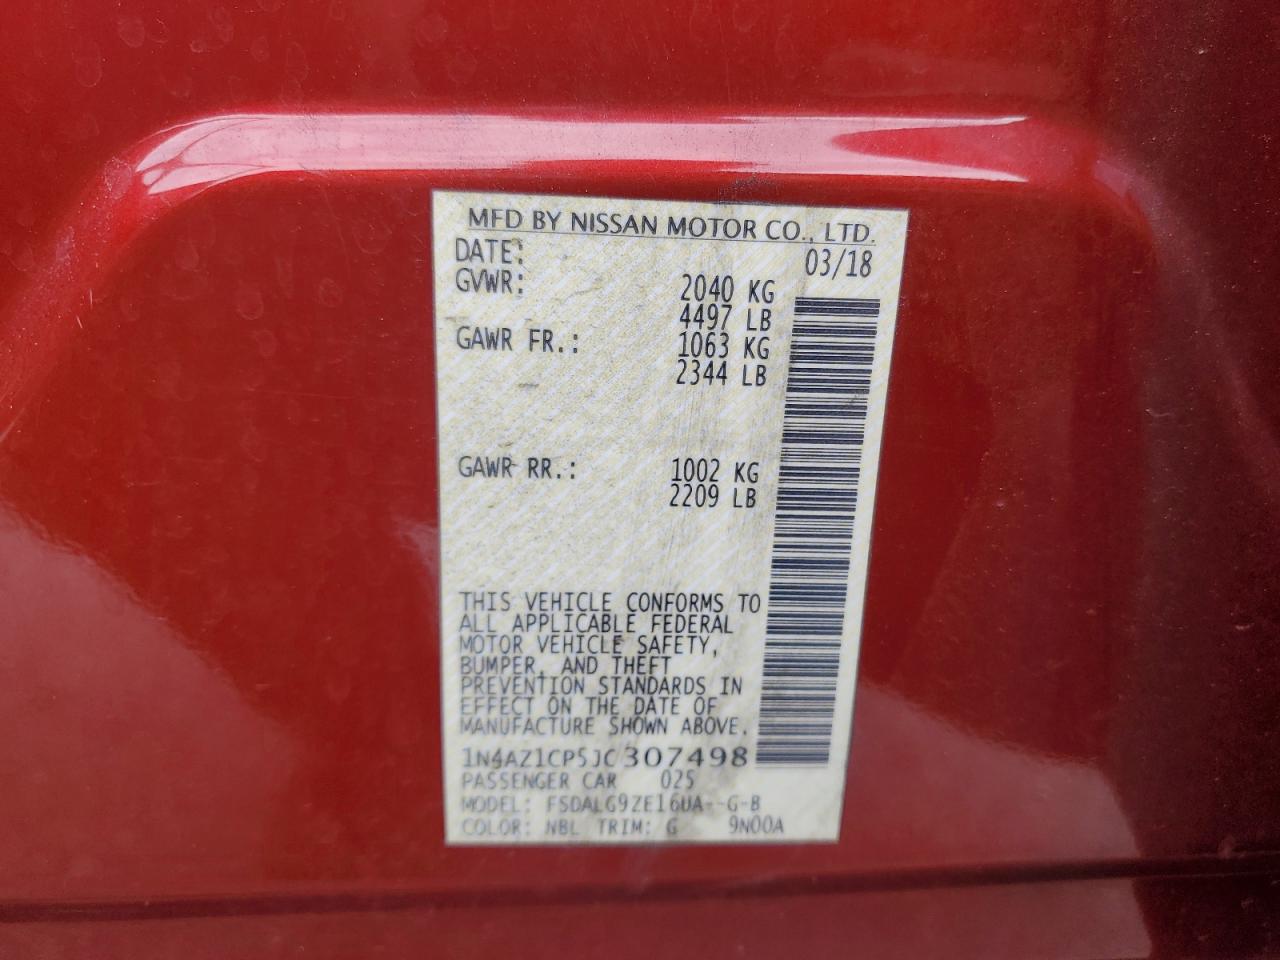 MFD BY NISSAN MOTOR CO., LTD.
DATE: 03/18
GVWR: 2040 KG
4497 LB
GAWR FR.: 1063 KG
2344 LB
GAWR RR.: 1002 KG
2209 LB
THIS VEHICLE CONFORMS TO
ALL APPLICABLE FEDERAL
MOTOR VEHICLE SAFETY,
BUMPER, AND THEFT
PREVENTION STANDARDS IN
EFFECT ON THE DATE OF
MANUFACTURE SHOWN ABOVE.
1N4AZ1CP5JC307498
PASSENGER CAR 025
MODEL: FSDALG9ZE16UA--G-B
COLOR: NBL TRIM: G 9N00A